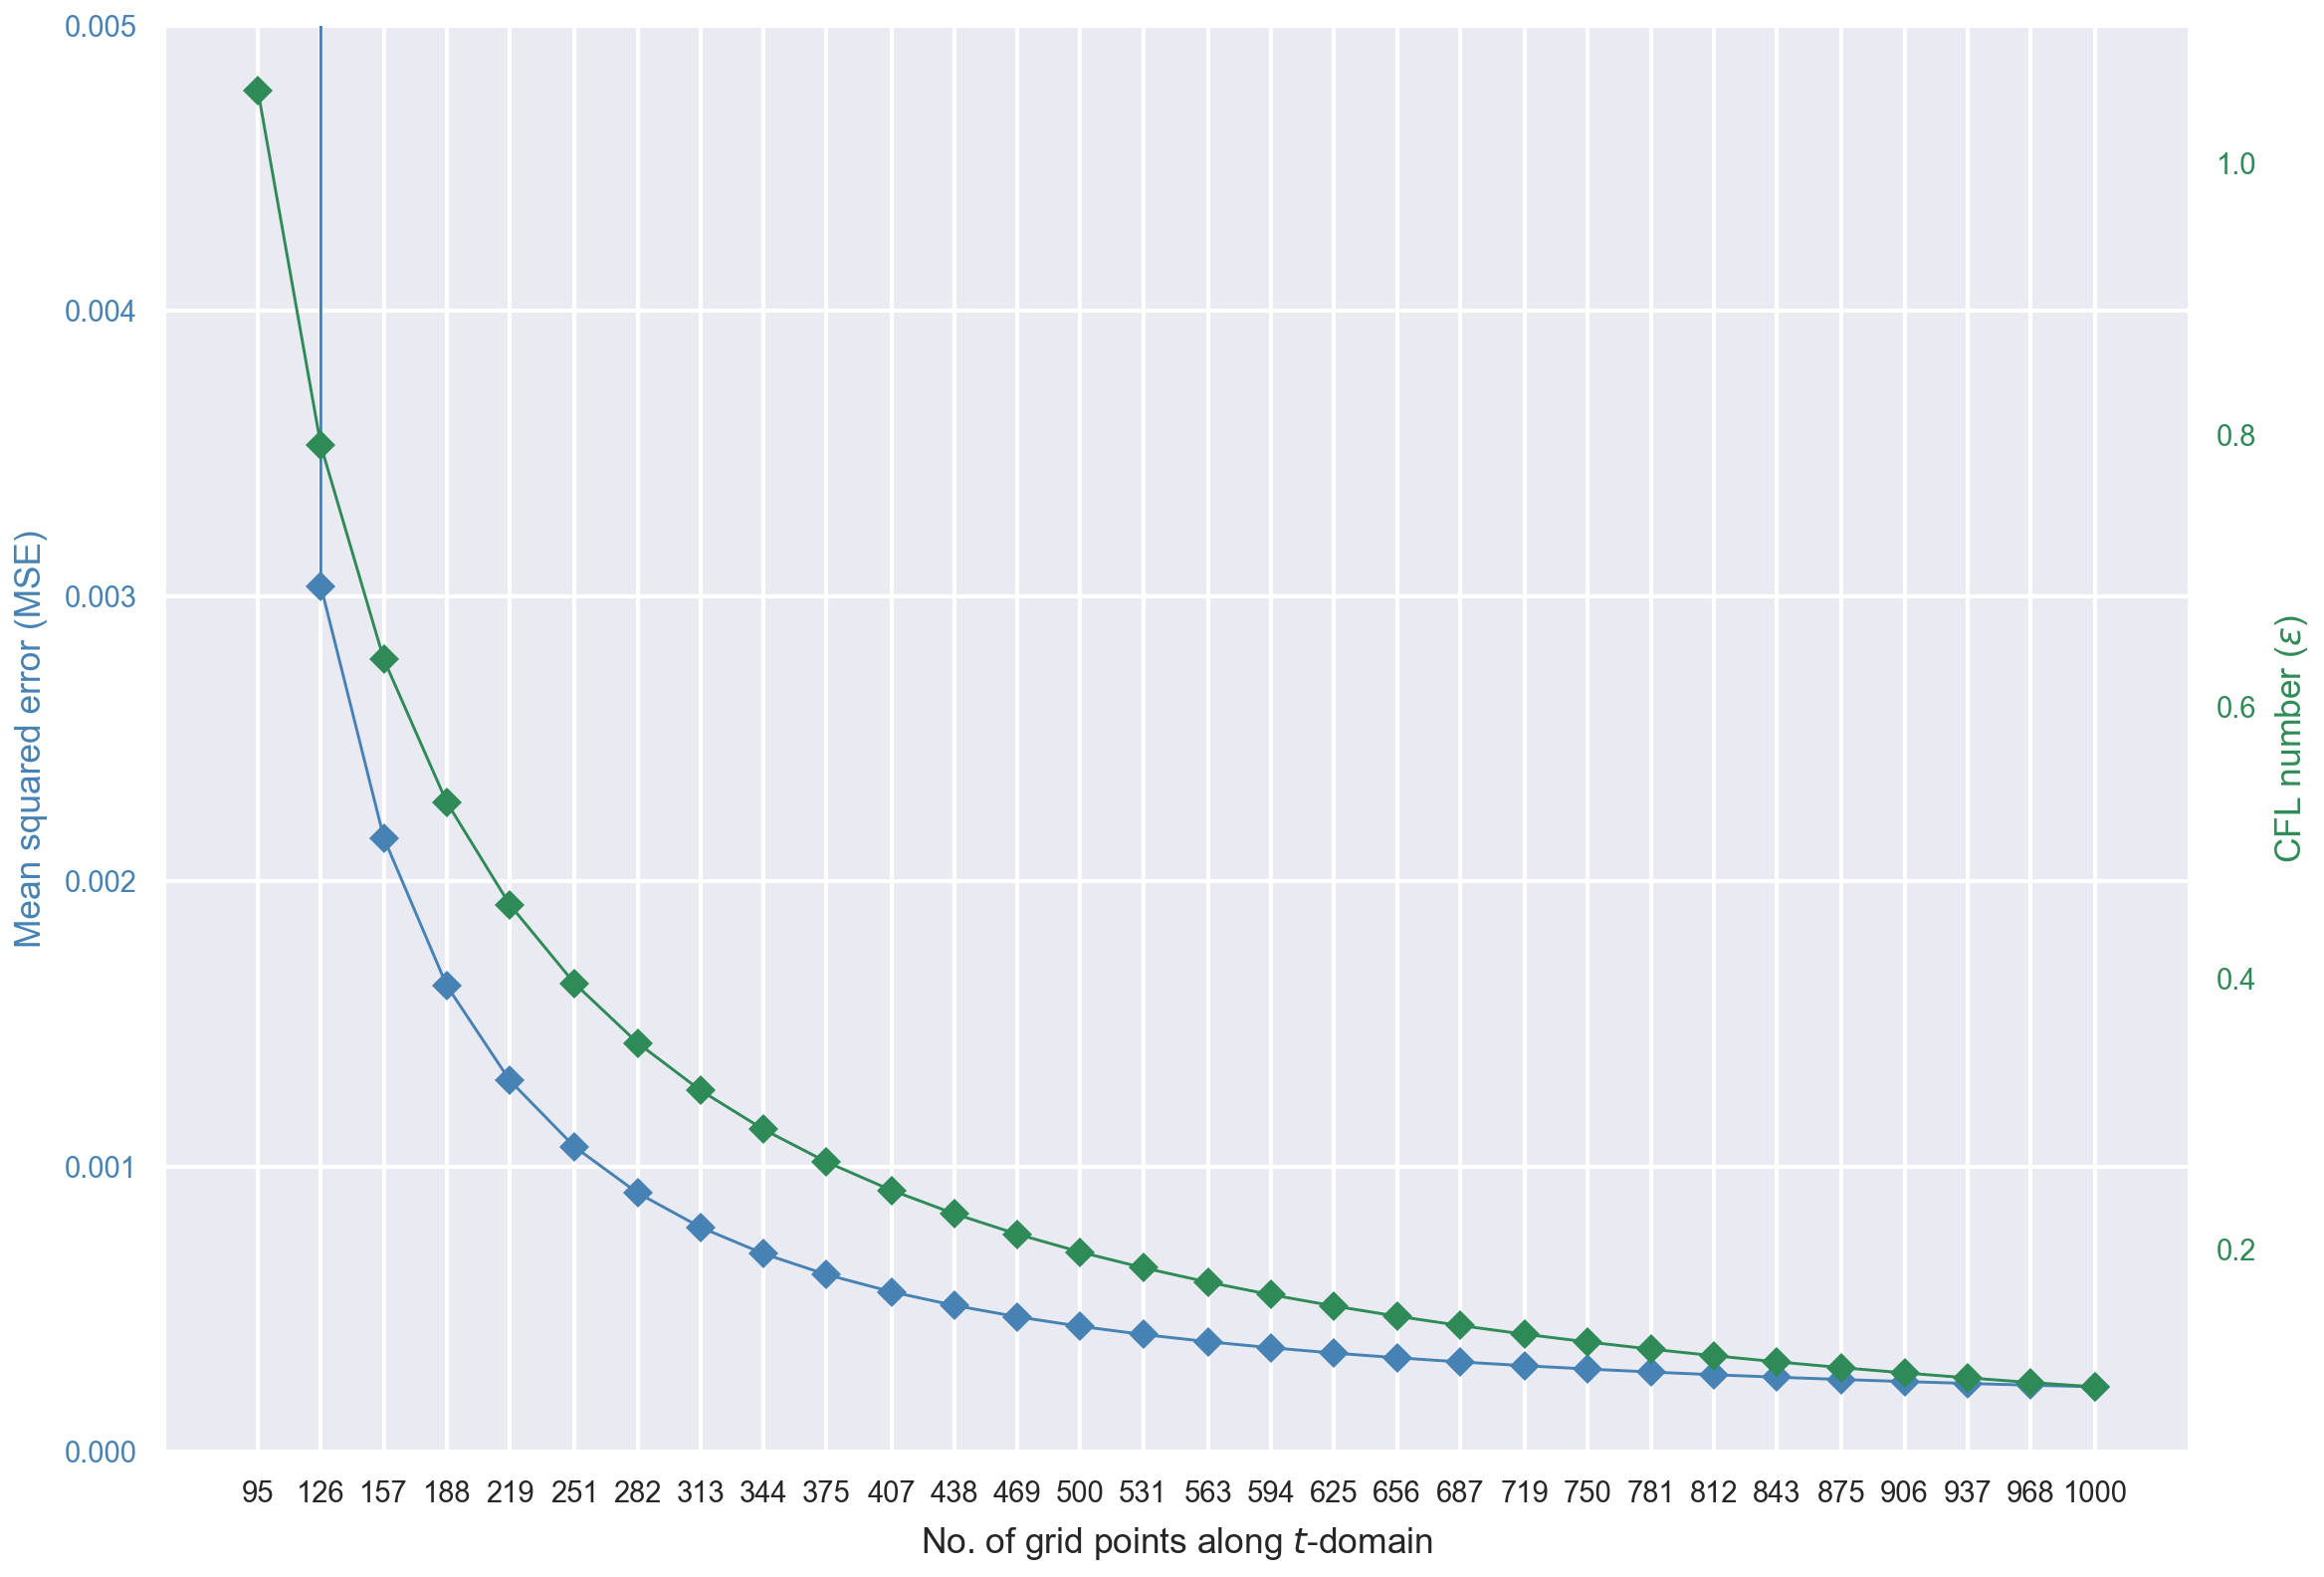 0.005
0.004
0.003
0.002
0.001
0.000
Mean squared error (MSE)
1.0
0.8
0.6
0.4
0.2
CFL number (ε)
95 126 157 188 219 251 282 313 344 375 407 438 469 500 531 563 594 625 656 687 719 750 781 812 843 875 906 937 968 1000
No. of grid points along t-domain